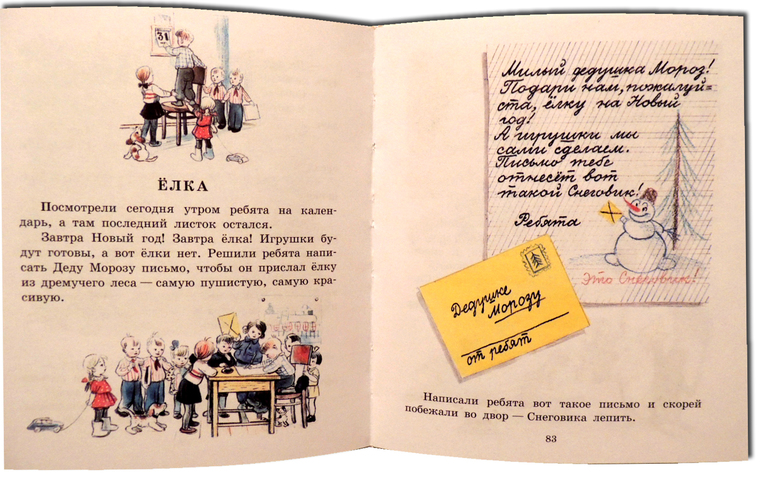 31
ЁЛКА
Посмотрели сегодня утром ребята на кален-
дарь, а там последний листок остался.
Завтра Новый год! Завтра ёлка! Игрушки бу-
дут готовы, а вот ёлки нет. Решили ребята напи-
сать Деду Морозу письмо, чтобы он прислал ёлку
из дремучего леса — самую пушистую, самую кра-
сивую.
Милый дедушка Мороз!
Подари нам, пожалуй=
ста, ёлку на Новый
год!
А игрушки мы
сами сделаем.
Письмо тебе
отнесёт вот
такой Снеговик!
Ребята
Это Снеговик!
Дедушке
Морозу
от ребят
Написали ребята вот такое письмо и скорей
побежали во двор — Снеговика лепить.
83